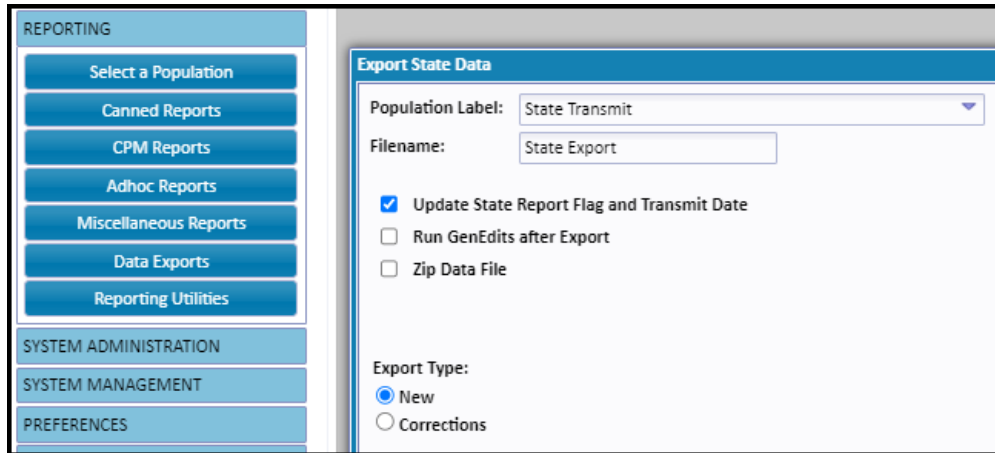 REPORTING
Select a Population
Canned Reports
CPM Reports
Adhoc Reports
Miscellaneous Reports
Data Exports
Reporting Utilities
SYSTEM ADMINISTRATION
SYSTEM MANAGEMENT
PREFERENCES
Export State Data
Population Label: State Transmit
Filename: State Export
Update State Report Flag and Transmit Date
Run GenEdits after Export
Zip Data File
Export Type:
New
Corrections